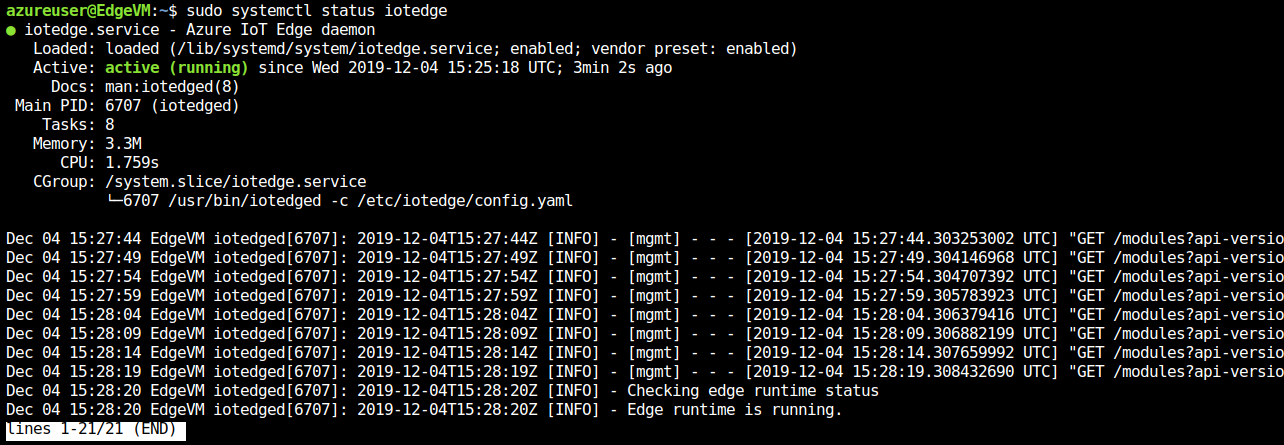 azureuser@EdgeVM:~$ sudo systemctl status iotedge
● iotedge.service - Azure IoT Edge daemon
   Loaded: loaded (/lib/systemd/system/iotedge.service; enabled; vendor preset: enabled)
   Active: active (running) since Wed 2019-12-04 15:25:18 UTC; 3min 2s ago
     Docs: man:iotedged(8)
 Main PID: 6707 (iotedged)
    Tasks: 8
   Memory: 3.3M
      CPU: 1.759s
   CGroup: /system.slice/iotedge.service
           └─6707 /usr/bin/iotedged -c /etc/iotedge/config.yaml

Dec 04 15:27:44 EdgeVM iotedged[6707]: 2019-12-04T15:27:44Z [INFO] - [mgmt] - - - [2019-12-04 15:27:44.303253002 UTC] "GET /modules?api-versio
Dec 04 15:27:49 EdgeVM iotedged[6707]: 2019-12-04T15:27:49Z [INFO] - [mgmt] - - - [2019-12-04 15:27:49.304146968 UTC] "GET /modules?api-versio
Dec 04 15:27:54 EdgeVM iotedged[6707]: 2019-12-04T15:27:54Z [INFO] - [mgmt] - - - [2019-12-04 15:27:54.304707392 UTC] "GET /modules?api-versio
Dec 04 15:27:59 EdgeVM iotedged[6707]: 2019-12-04T15:27:59Z [INFO] - [mgmt] - - - [2019-12-04 15:27:59.305783923 UTC] "GET /modules?api-versio
Dec 04 15:28:04 EdgeVM iotedged[6707]: 2019-12-04T15:28:04Z [INFO] - [mgmt] - - - [2019-12-04 15:28:04.306379416 UTC] "GET /modules?api-versio
Dec 04 15:28:09 EdgeVM iotedged[6707]: 2019-12-04T15:28:09Z [INFO] - [mgmt] - - - [2019-12-04 15:28:09.306882199 UTC] "GET /modules?api-versio
Dec 04 15:28:14 EdgeVM iotedged[6707]: 2019-12-04T15:28:14Z [INFO] - [mgmt] - - - [2019-12-04 15:28:14.307659992 UTC] "GET /modules?api-versio
Dec 04 15:28:19 EdgeVM iotedged[6707]: 2019-12-04T15:28:19Z [INFO] - [mgmt] - - - [2019-12-04 15:28:19.308432690 UTC] "GET /modules?api-versio
Dec 04 15:28:20 EdgeVM iotedged[6707]: 2019-12-04T15:28:20Z [INFO] - Checking edge runtime status
Dec 04 15:28:20 EdgeVM iotedged[6707]: 2019-12-04T15:28:20Z [INFO] - Edge runtime is running.
lines 1-21/21 (END)